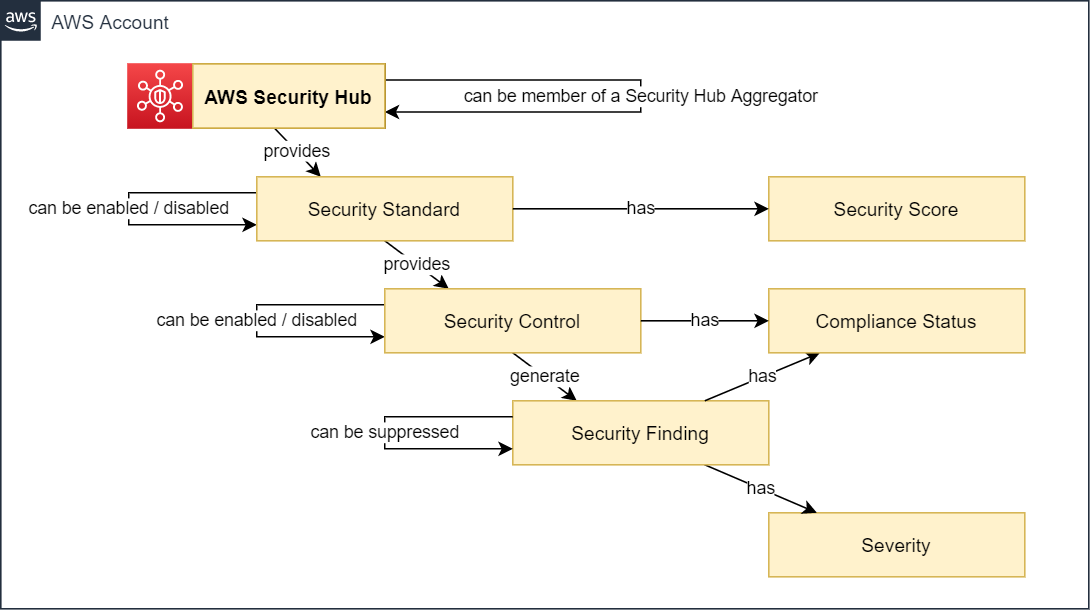 aws
AWS Account
AWS Security Hub
can be member of a Security Hub Aggregator
provides
can be enabled / disabled
Security Standard
has
Security Score
provides
can be enabled / disabled
Security Control
has
Compliance Status
generate
has
can be suppressed
Security Finding
has
Severity